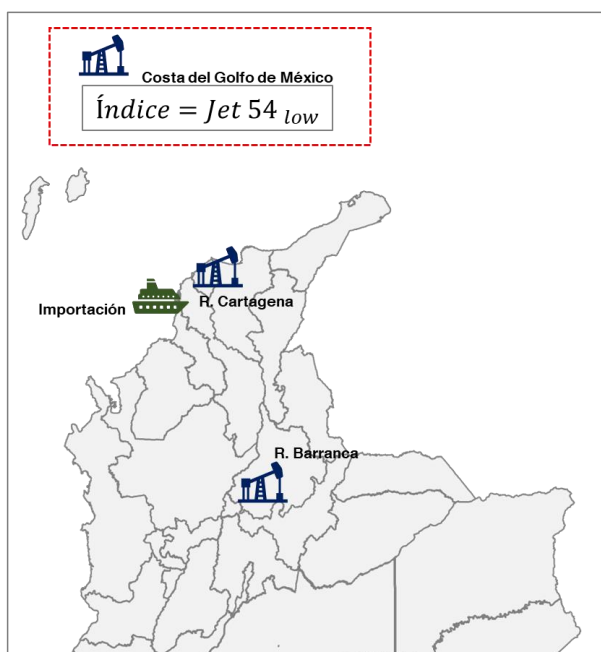 Costa del Golfo de México
Índice = Jet 54 low
R. Cartagena
Importación
R. Barranca